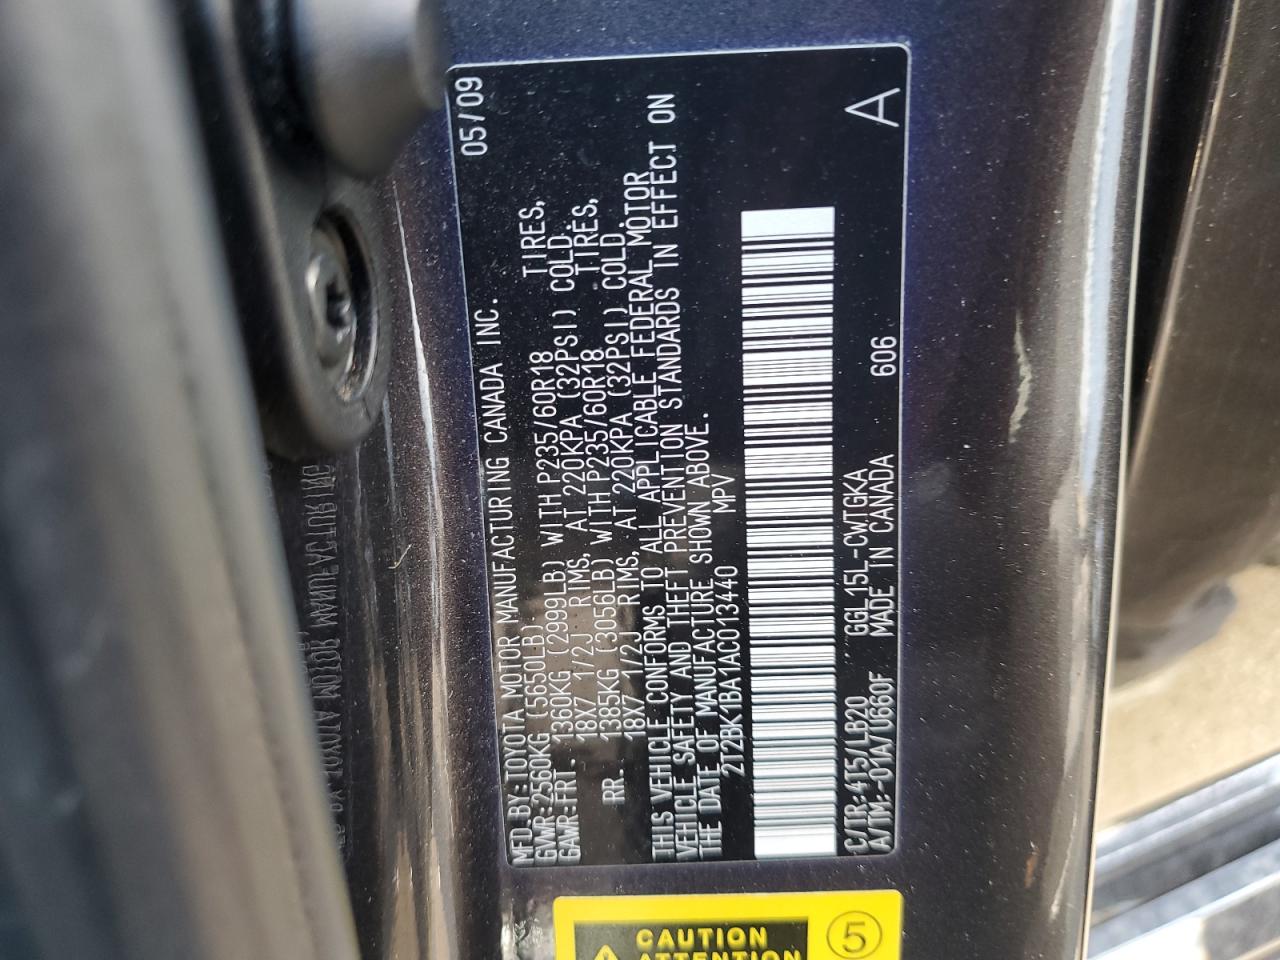 MFD.BY:TOYOTA MOTOR MANUFACTURING CANADA INC. 05/09
GVWR:2560KG (5650LB)
GAWR:FRT. 1360KG (2999LB) WITH P235/60R18 TIRES,
18X7 1/2J RIMS, AT 220KPA (32PSI) COLD.
RR. 1385KG (3056LB) WITH P235/60R18 TIRES,
18X7 1/2J RIMS, AT 220KPA (32PSI) COLD.
THIS VEHICLE CONFORMS TO ALL APPLICABLE FEDERAL MOTOR
VEHICLE SAFETY AND THEFT PREVENTION STANDARDS IN EFFECT ON
THE DATE OF MANUFACTURE SHOWN ABOVE.
2T2BK1BA1AC013440 MPV
C/TR:4T5/LB20 GGL15L-CWTGKA
A/TM:-01A/U660F MADE IN CANADA 606 A
CAUTION
ATTENTION
5